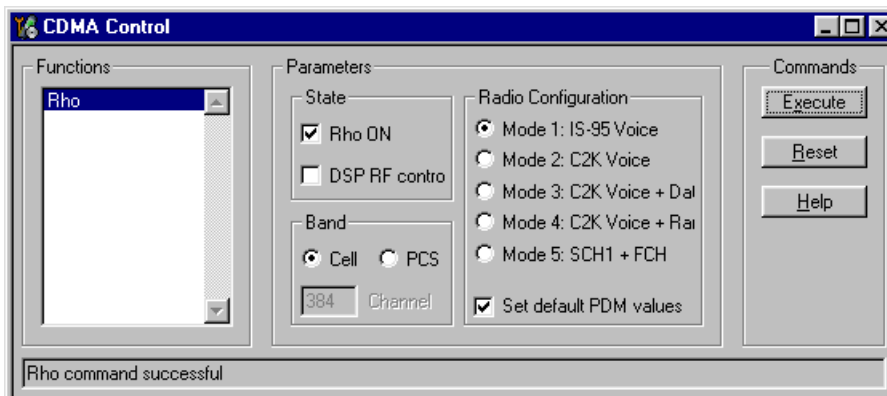 CDMA Control
Functions
Rho
Parameters
State
Rho ON
DSP RF contro
Band
Cell
PCS
384
Channel
Radio Configuration
Mode 1: IS-95 Voice
Mode 2: C2K Voice
Mode 3: C2K Voice + Dat
Mode 4: C2K Voice + Rar
Mode 5: SCH1 + FCH
Set default PDM values
Commands
Execute
Reset
Help
Rho command successful